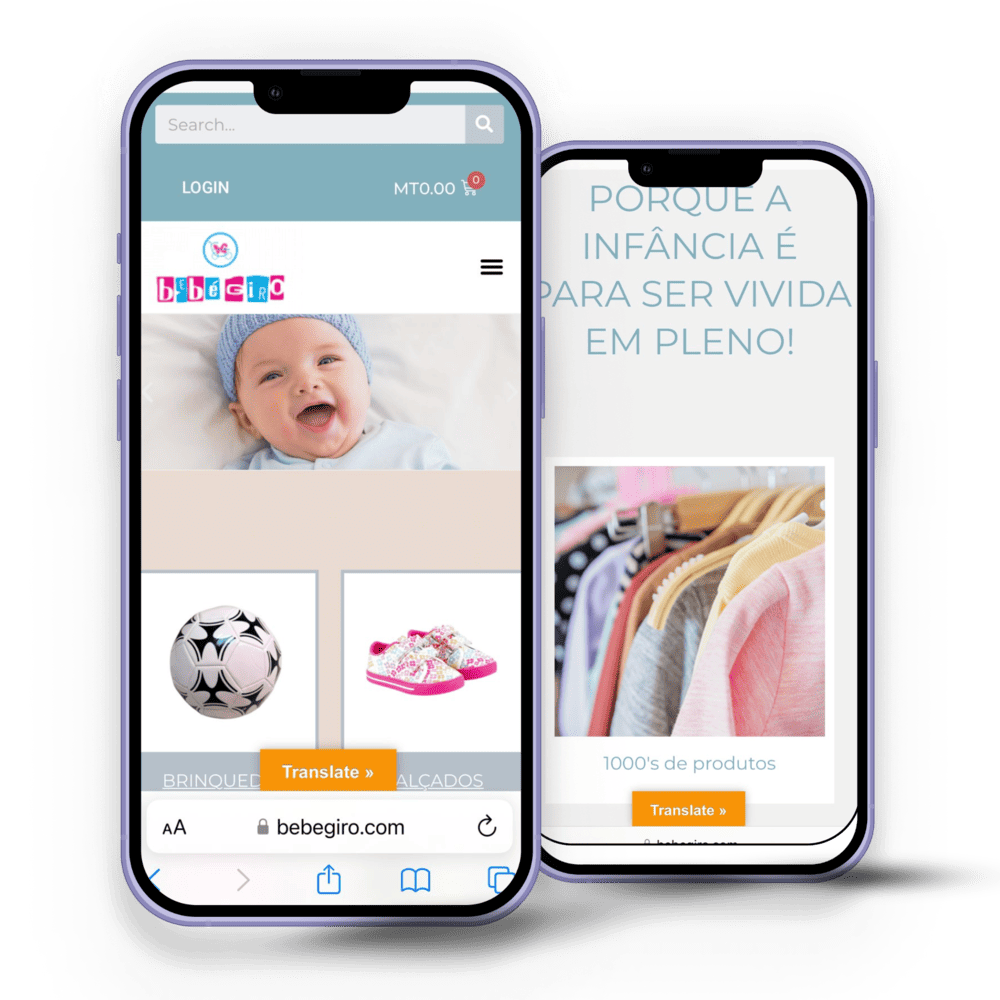 Search...
LOGIN
MT0.00
0
bebéGiRO
BRINQUED
ALÇADOS
Translate »
AA
bebegiro.com
PORQUE A
INFÂNCIA É
PARA SER VIVIDA
EM PLENO!
1000's de produtos
Translate »